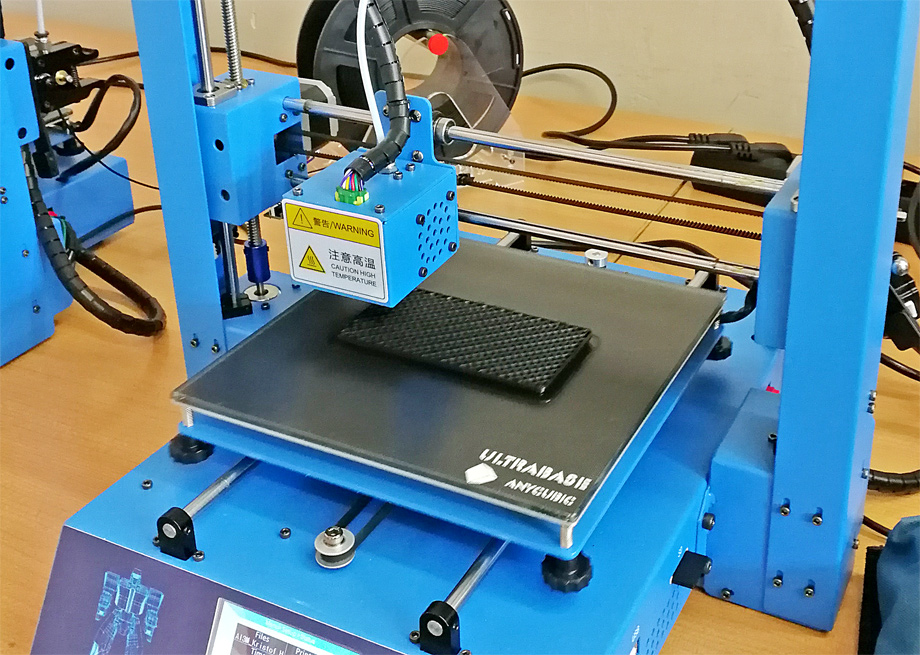 警告/WARNING
注意高温
CAUTION HIGH
TEMPERATURE
ULTRABASE
ANYCUBIC
Files